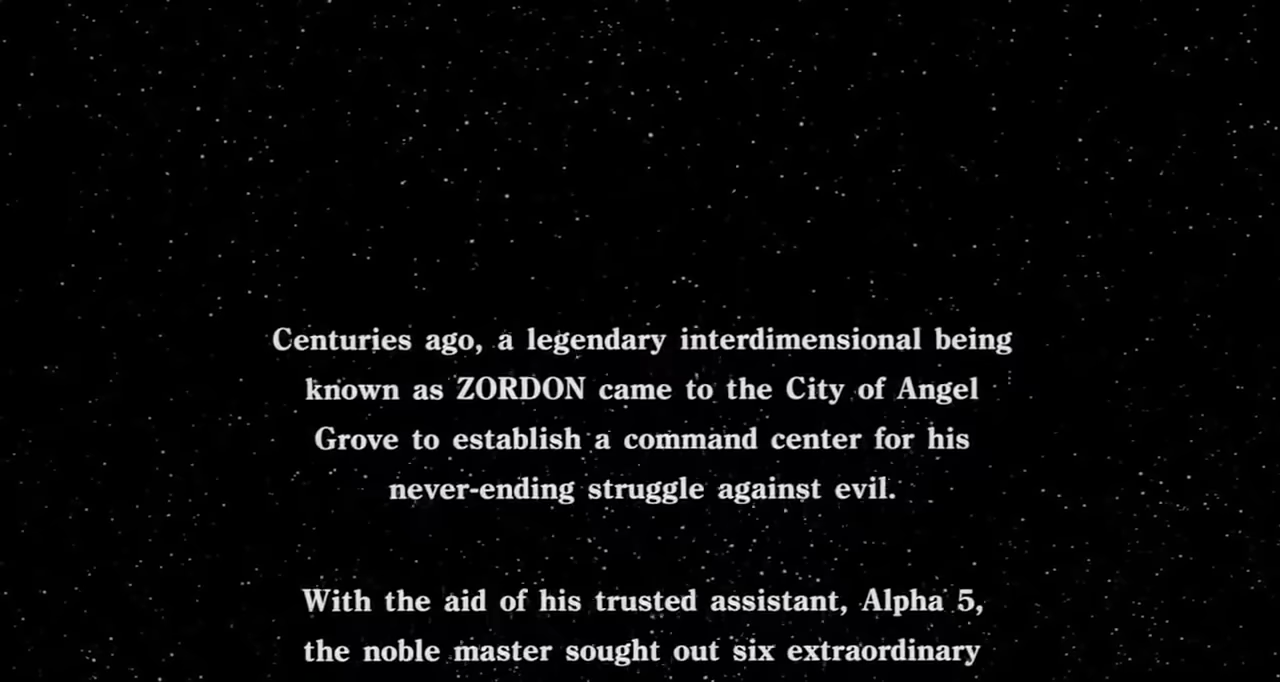 Centuries ago, a legendary interdimensional being
known as ZORDON came to the City of Angel
Grove to establish a command center for his
never-ending struggle against evil.
With the aid of his trusted assistant, Alpha 5,
the noble master sought out six extraordinary